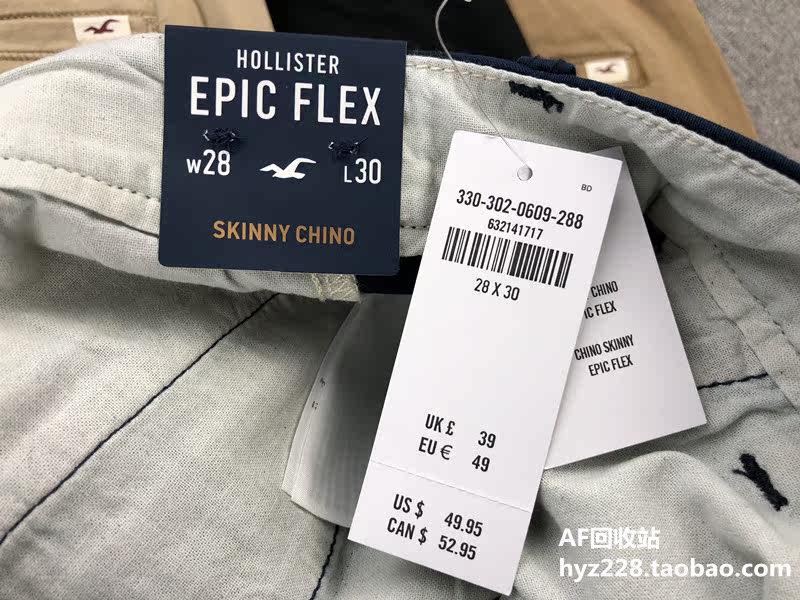 HOLLISTER
EPIC FLEX
W28
L30
SKINNY CHINO
BD
330-302-0609-288
632141717
28 X 30
UK £ 39
EU € 49
US $ 49.95
CAN $ 52.95
CHINO
FLEX
CHINO SKINNY
EPIC FLEX
AF回收站
hyz228.taobao.com